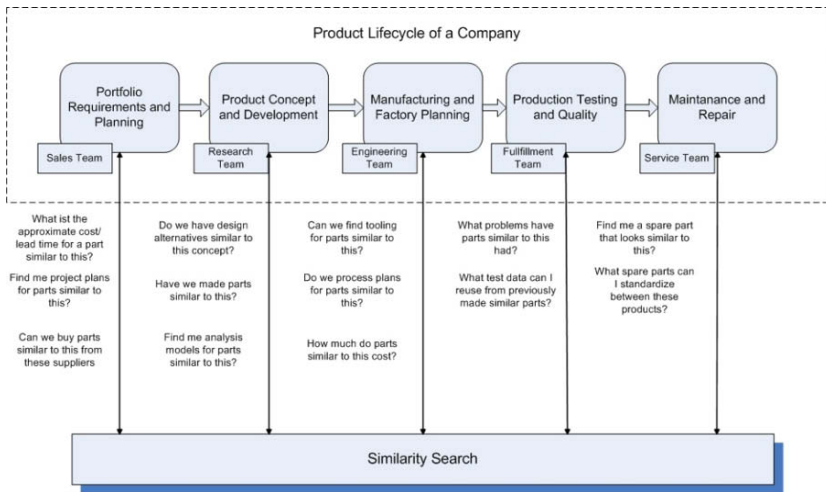 Product Lifecycle of a Company
Portfolio
Requirements and
Planning
Product Concept
and Development
Manufacturing and
Factory Planning
Production Testing
and Quality
Maintanance and
Repair
Sales Team
Research
Team
Engineering
Team
Fullfillment
Team
Service Team
What ist the
approximate cost/
lead time for a part
similar to this?
Find me project plans
for parts similar to
this?
Can we buy parts
similar to this from
these suppliers
Do we have design
alternatives similar to
this concept?
Have we made parts
similar to this?
Find me analysis
models for parts
similar to this?
Can we find tooling
for parts similar to
this?
Do we process plans
for parts similar to
this?
How much do parts
similar to this cost?
What problems have
parts similar to this
had?
What test data can I
reuse from previously
made similar parts?
Find me a spare part
that looks similar to
this?
What spare parts can
I standardize
between these
products?
Similarity Search